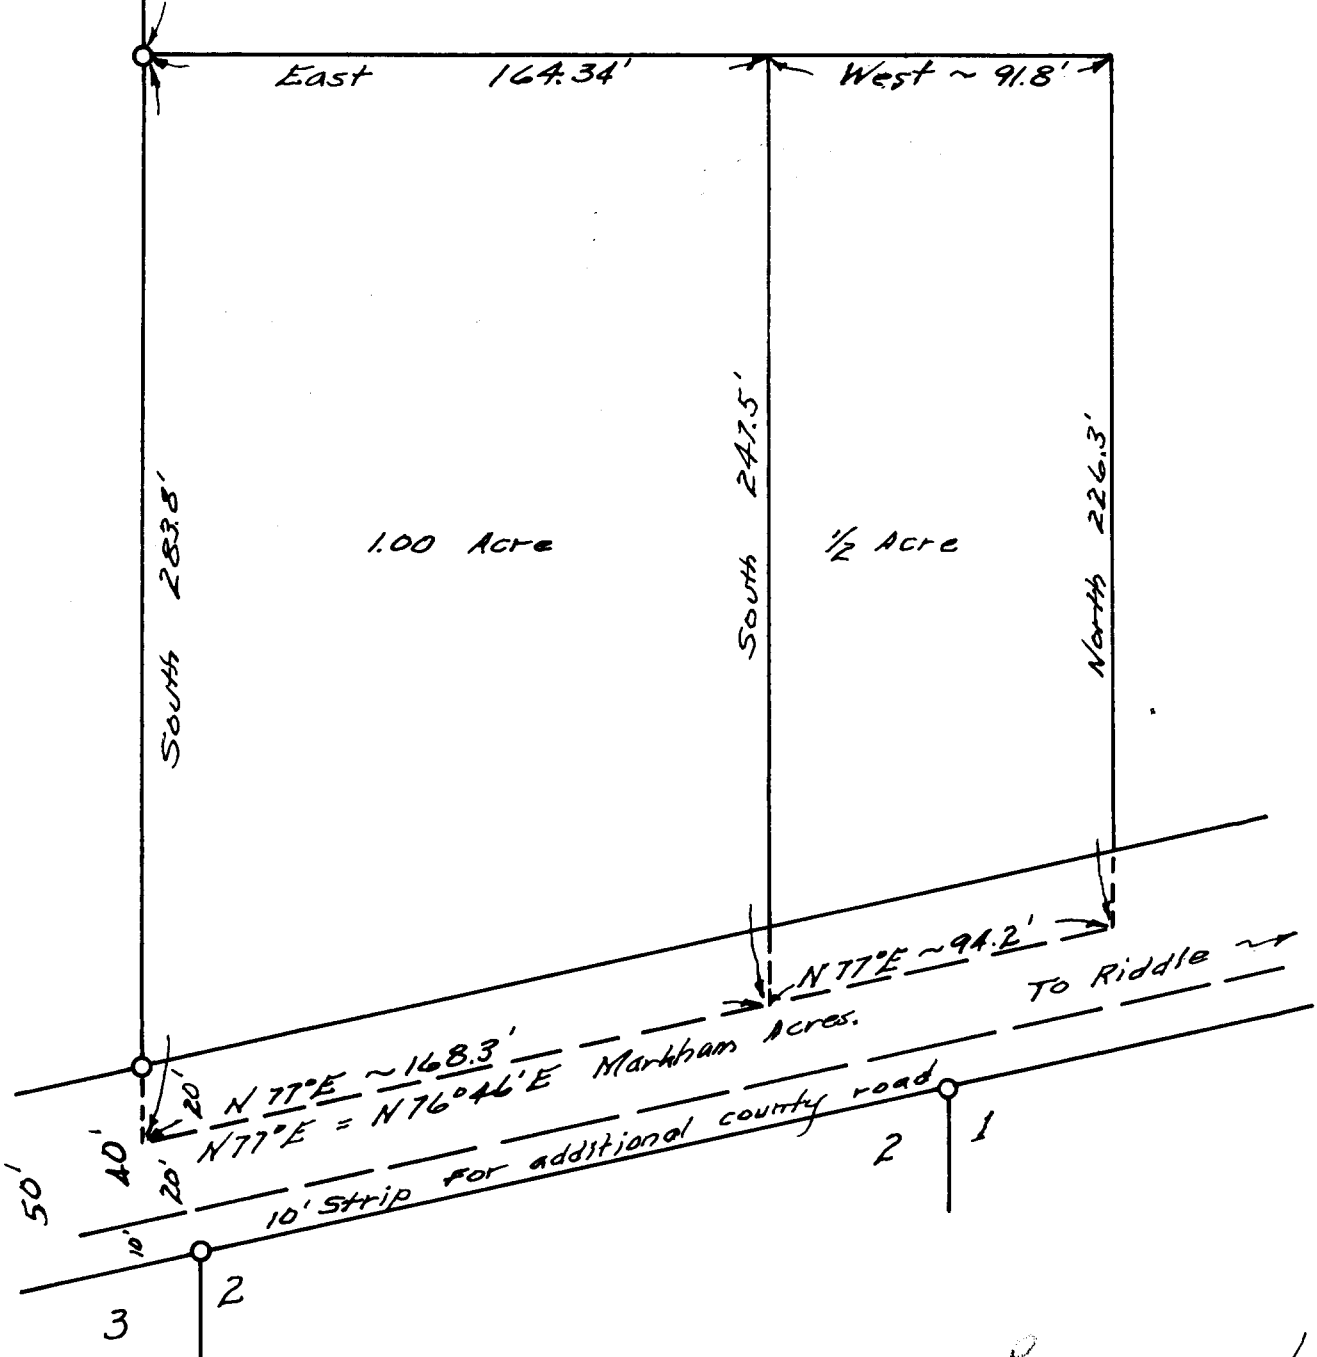 East 164.34'
West ~ 91.8'
South 283.8'
1.00 Acre
South 247.5'
1/2 Acre
North 226.3'
N 77°E ~ 94.2'
To Riddle
N 77°E ~ 168.3'
N 77°E = N 76°46'E Markham Acres.
20'
40'
50'
20'
10'
10' Strip For additional county road
2
1
2
3